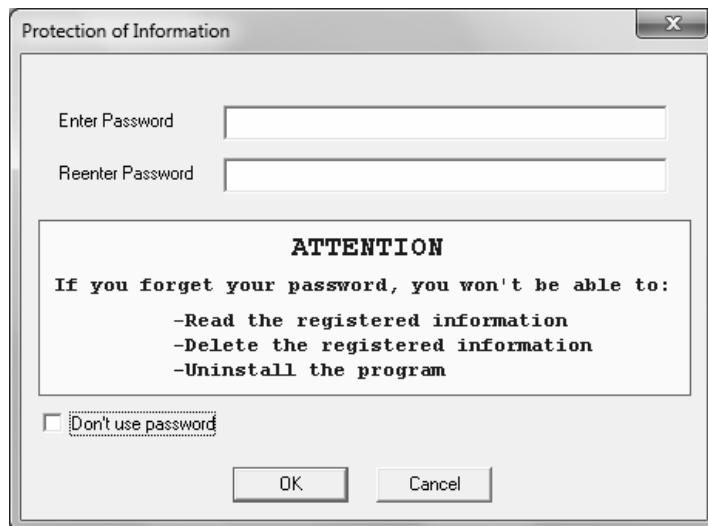 Protection of Information
X
Enter Password
Reenter Password
ATTENTION
If you forget your password, you won't be able to:
-Read the registered information
-Delete the registered information
-Uninstall the program
Don't use password
OK
Cancel